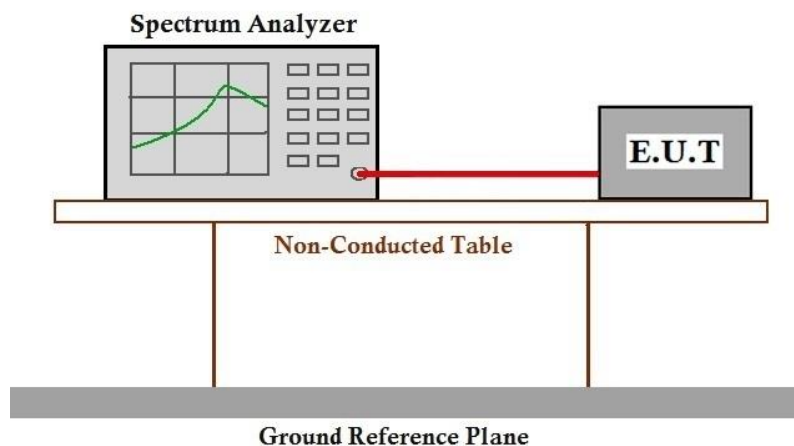 Spectrum Analyzer
E.U.T
Non-Conducted Table
Ground Reference Plane